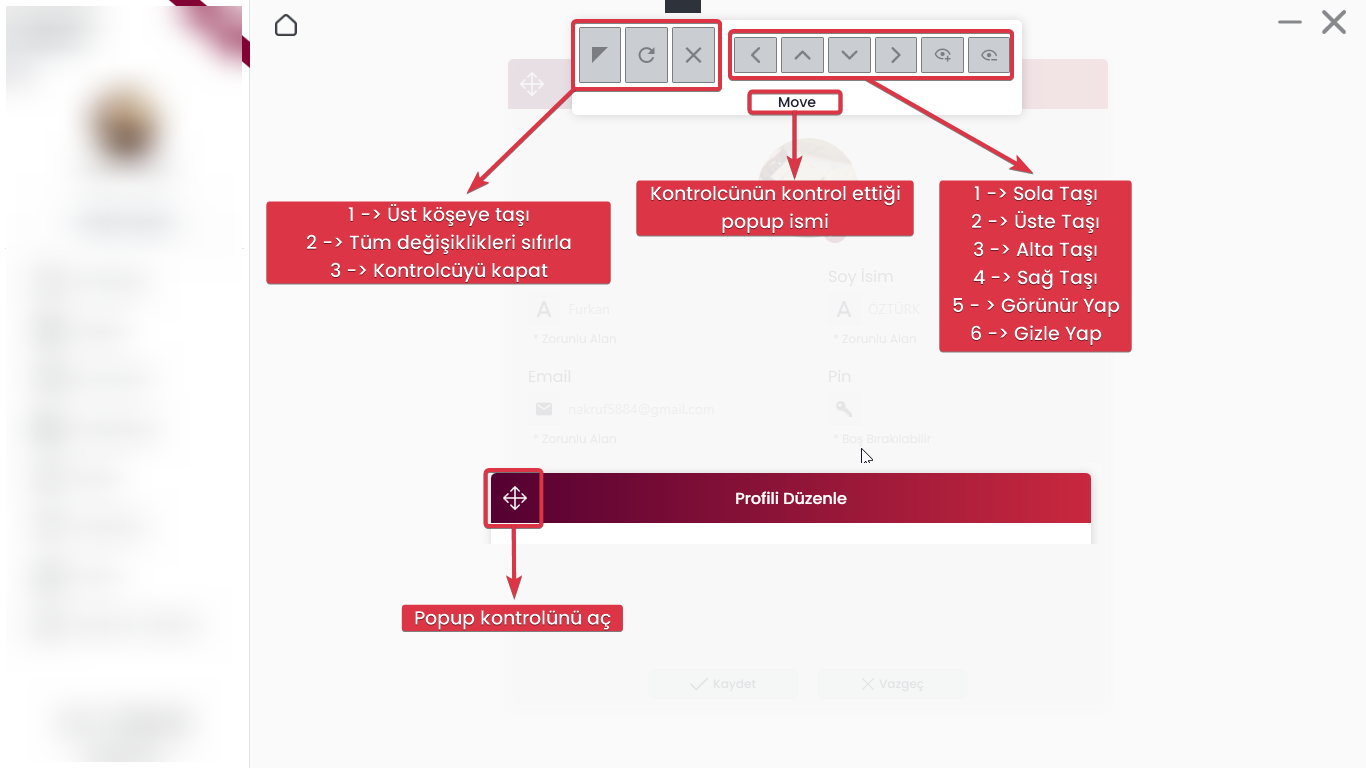 Move
1 -> Üst köşeye taşı
2 -> Tüm değişiklikleri sıfırla
3 -> Kontrolcüyü kapat
Kontrolcünün kontrol ettiği
popup ismi
1 -> Sola Taşı
2 -> Üste Taşı
3 -> Alta Taşı
4 -> Sağ Taşı
5 - > Görünür Yap
6 -> Gizle Yap
Soy İsim
A Furkan
A ÖZTÜRK
* Zorunlu Alan
* Zorunlu Alan
Email
Pin
nakruf5884@gmail.com
* Zorunlu Alan
* Boş Bırakılabilir
Profili Düzenle
Popup kontrolünü aç
Kaydet
Vazgeç